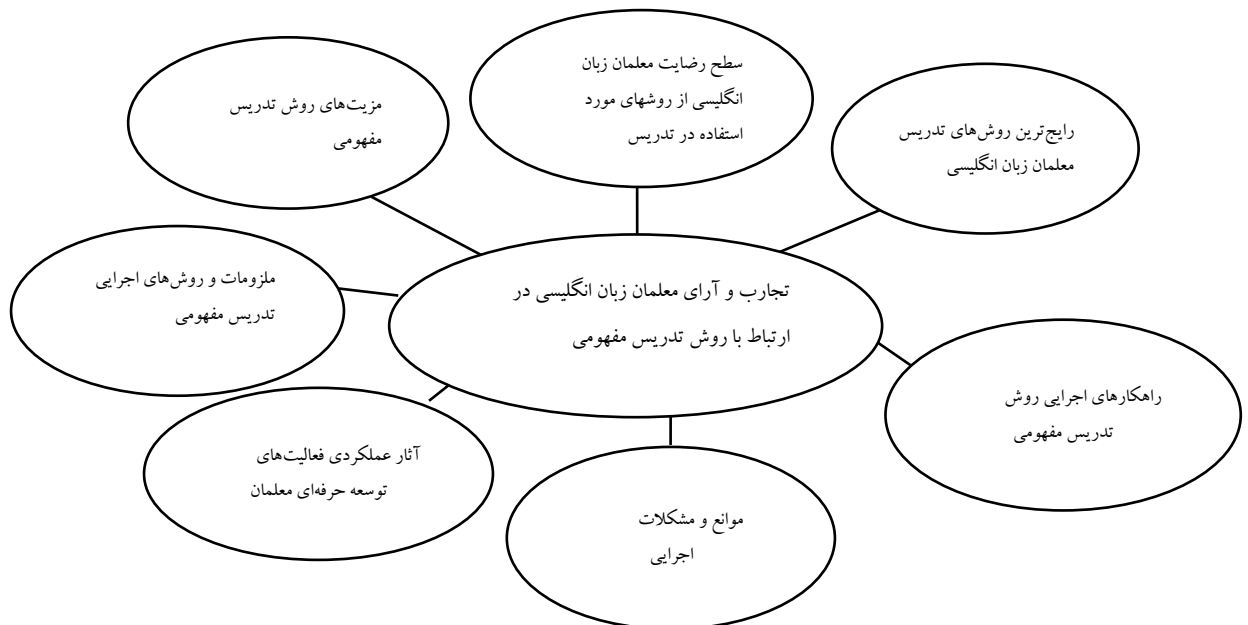 سطح رضایت معلمان زبان
انگلیسی از روشهای مورد
استفاده در تدریس
رایج‌ترین روش‌های تدریس
معلمان زبان انگلیسی
مزیت‌های روش تدریس
مفهومی
تجارب و آرای معلمان زبان انگلیسی در
ارتباط با روش تدریس مفهومی
ملزومات و روش‌های اجرایی
تدریس مفهومی
راهکارهای اجرایی روش
تدریس مفهومی
آثار عملکردی فعالیت‌های
توسعه حرفه‌ای معلمان
موانع و مشکلات
اجرایی